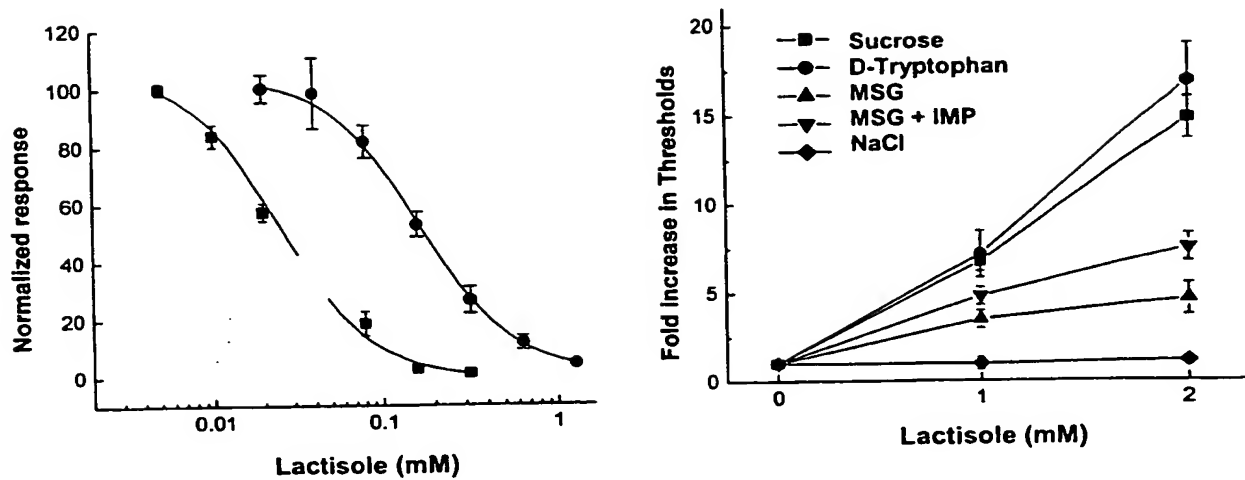 120
100
80
60
40
20
0
Normalized response
0.01
0.1
1
Lactisole (mM)
20
15
10
5
0
Fold Increase in Thresholds
Sucrose
D-Tryptophan
MSG
MSG + IMP
NaCl
0
1
2
Lactisole (mM)